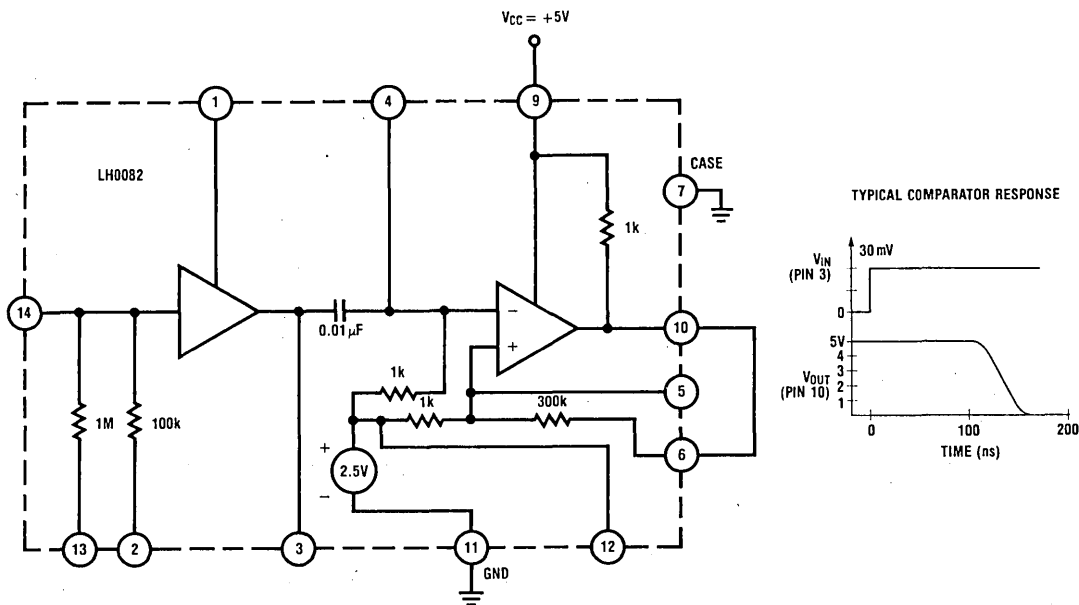 VCC = +5V
1
4
9
LH0082
CASE
7
1k
TYPICAL COMPARATOR RESPONSE
30 mV
VIN
(PIN 3)
0
14
0.01 μF
−
+
10
5V
4
3
2
1
VOUT
(PIN 10)
1k
5
1k
300k
1M
100k
+
2.5V
−
6
0
100
200
TIME (ns)
13
2
3
11
GND
12